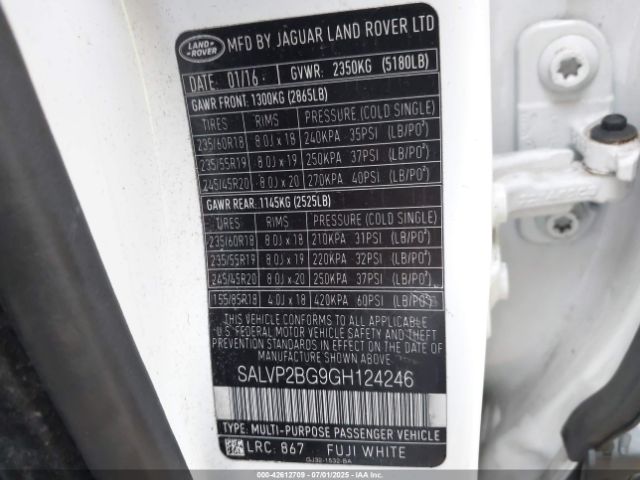 LAND
ROVER
MFD BY JAGUAR LAND ROVER LTD
DATE: 01/16 GVWR: 2350KG (5180LB)
GAWR FRONT: 1300KG (2865LB)
TIRES RIMS PRESSURE (COLD SINGLE)
235/60R18 8.0J x 18 240KPA 35PSI (LB/PO²)
235/55R19 8.0J x 19 250KPA 37PSI (LB/PO²)
245/45R20 8.0J x 20 270KPA 40PSI (LB/PO²)
GAWR REAR: 1145KG (2525LB)
TIRES RIMS PRESSURE (COLD SINGLE)
235/60R18 8.0J x 18 210KPA 31PSI (LB/PO²)
235/55R19 8.0J x 19 220KPA 32PSI (LB/PO²)
245/45R20 8.0J x 20 250KPA 37PSI (LB/PO²)
155/85R18 4.0J x 18 420KPA 60PSI (LB/PO²)
THIS VEHICLE CONFORMS TO ALL APPLICABLE
U.S. FEDERAL MOTOR VEHICLE SAFETY AND THEFT
PREVENTION STANDARDS IN EFFECT ON THE DATE
OF MANUFACTURE SHOWN ABOVE.
SALVP2BG9GH124246
TYPE: MULTI-PURPOSE PASSENGER VEHICLE
LRC: 867 FUJI WHITE
GJ32-1532-BA
000-42612709 - 07/01/2025 - IAAI.COM